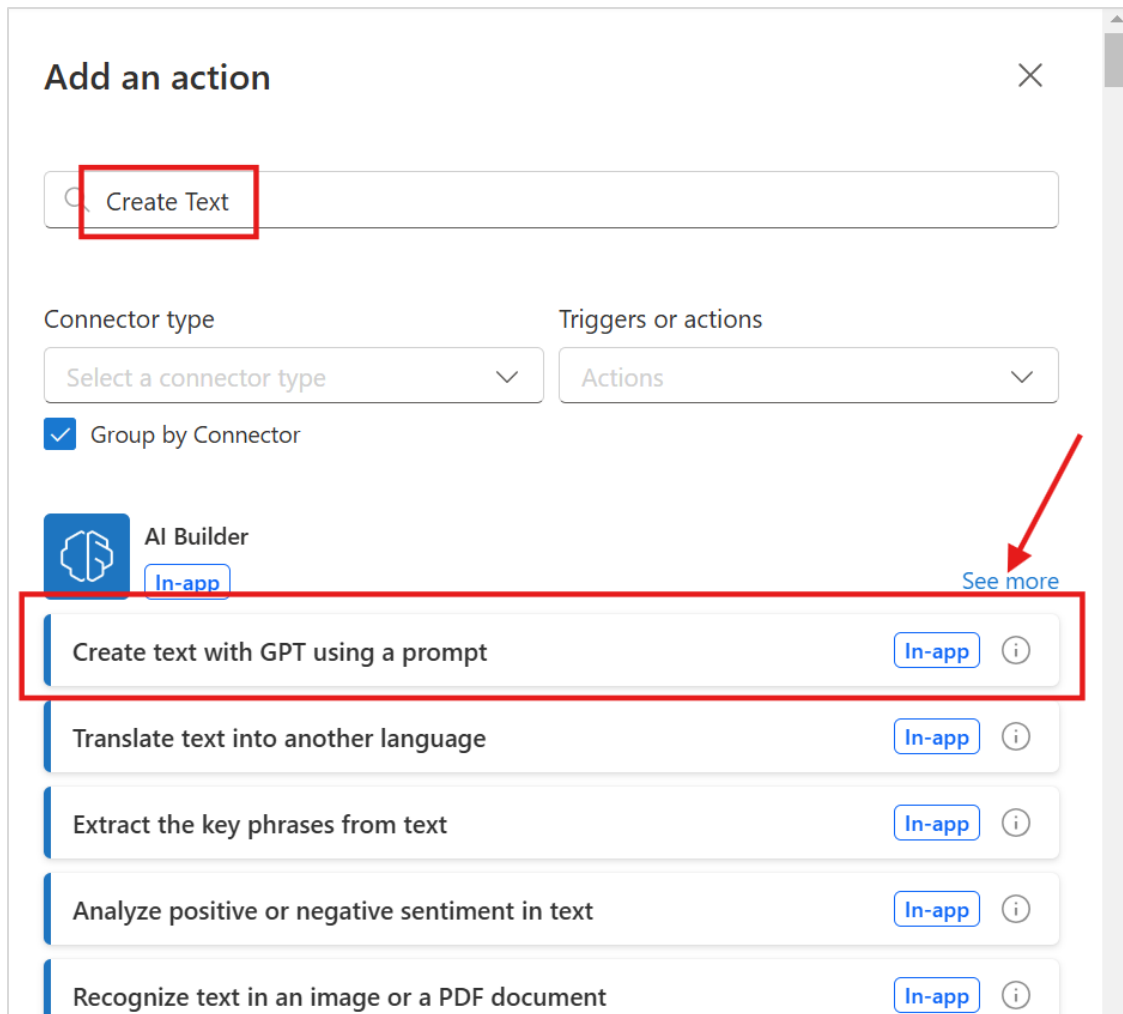 Add an action
Create Text
Connector type Triggers or actions
Select a connector type Actions
Group by Connector
AI Builder
In-app
See more
Create text with GPT using a prompt In-app
Translate text into another language In-app
Extract the key phrases from text In-app
Analyze positive or negative sentiment in text In-app
Recognize text in an image or a PDF document In-app